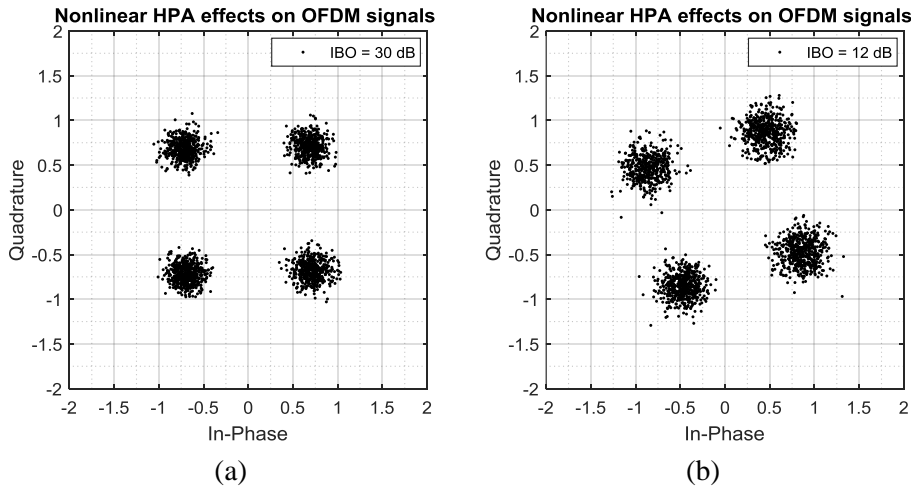 Nonlinear HPA effects on OFDM signals
IBO = 30 dB
2
1.5
1
0.5
0
-0.5
-1
-1.5
-2
Quadrature
-2 -1.5 -1 -0.5 0 0.5 1 1.5 2
In-Phase
(a)
Nonlinear HPA effects on OFDM signals
IBO = 12 dB
2
1.5
1
0.5
0
-0.5
-1
-1.5
-2
Quadrature
-2 -1.5 -1 -0.5 0 0.5 1 1.5 2
In-Phase
(b)